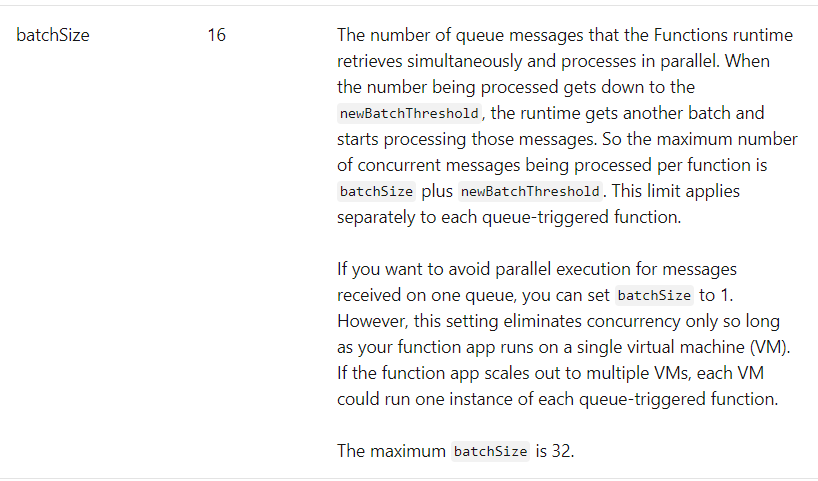 batchSize 16 The number of queue messages that the Functions runtime
retrieves simultaneously and processes in parallel. When
the number being processed gets down to the
newBatchThreshold, the runtime gets another batch and
starts processing those messages. So the maximum number
of concurrent messages being processed per function is
batchSize plus newBatchThreshold. This limit applies
separately to each queue-triggered function.
If you want to avoid parallel execution for messages
received on one queue, you can set batchSize to 1.
However, this setting eliminates concurrency only so long
as your function app runs on a single virtual machine (VM).
If the function app scales out to multiple VMs, each VM
could run one instance of each queue-triggered function.
The maximum batchSize is 32.